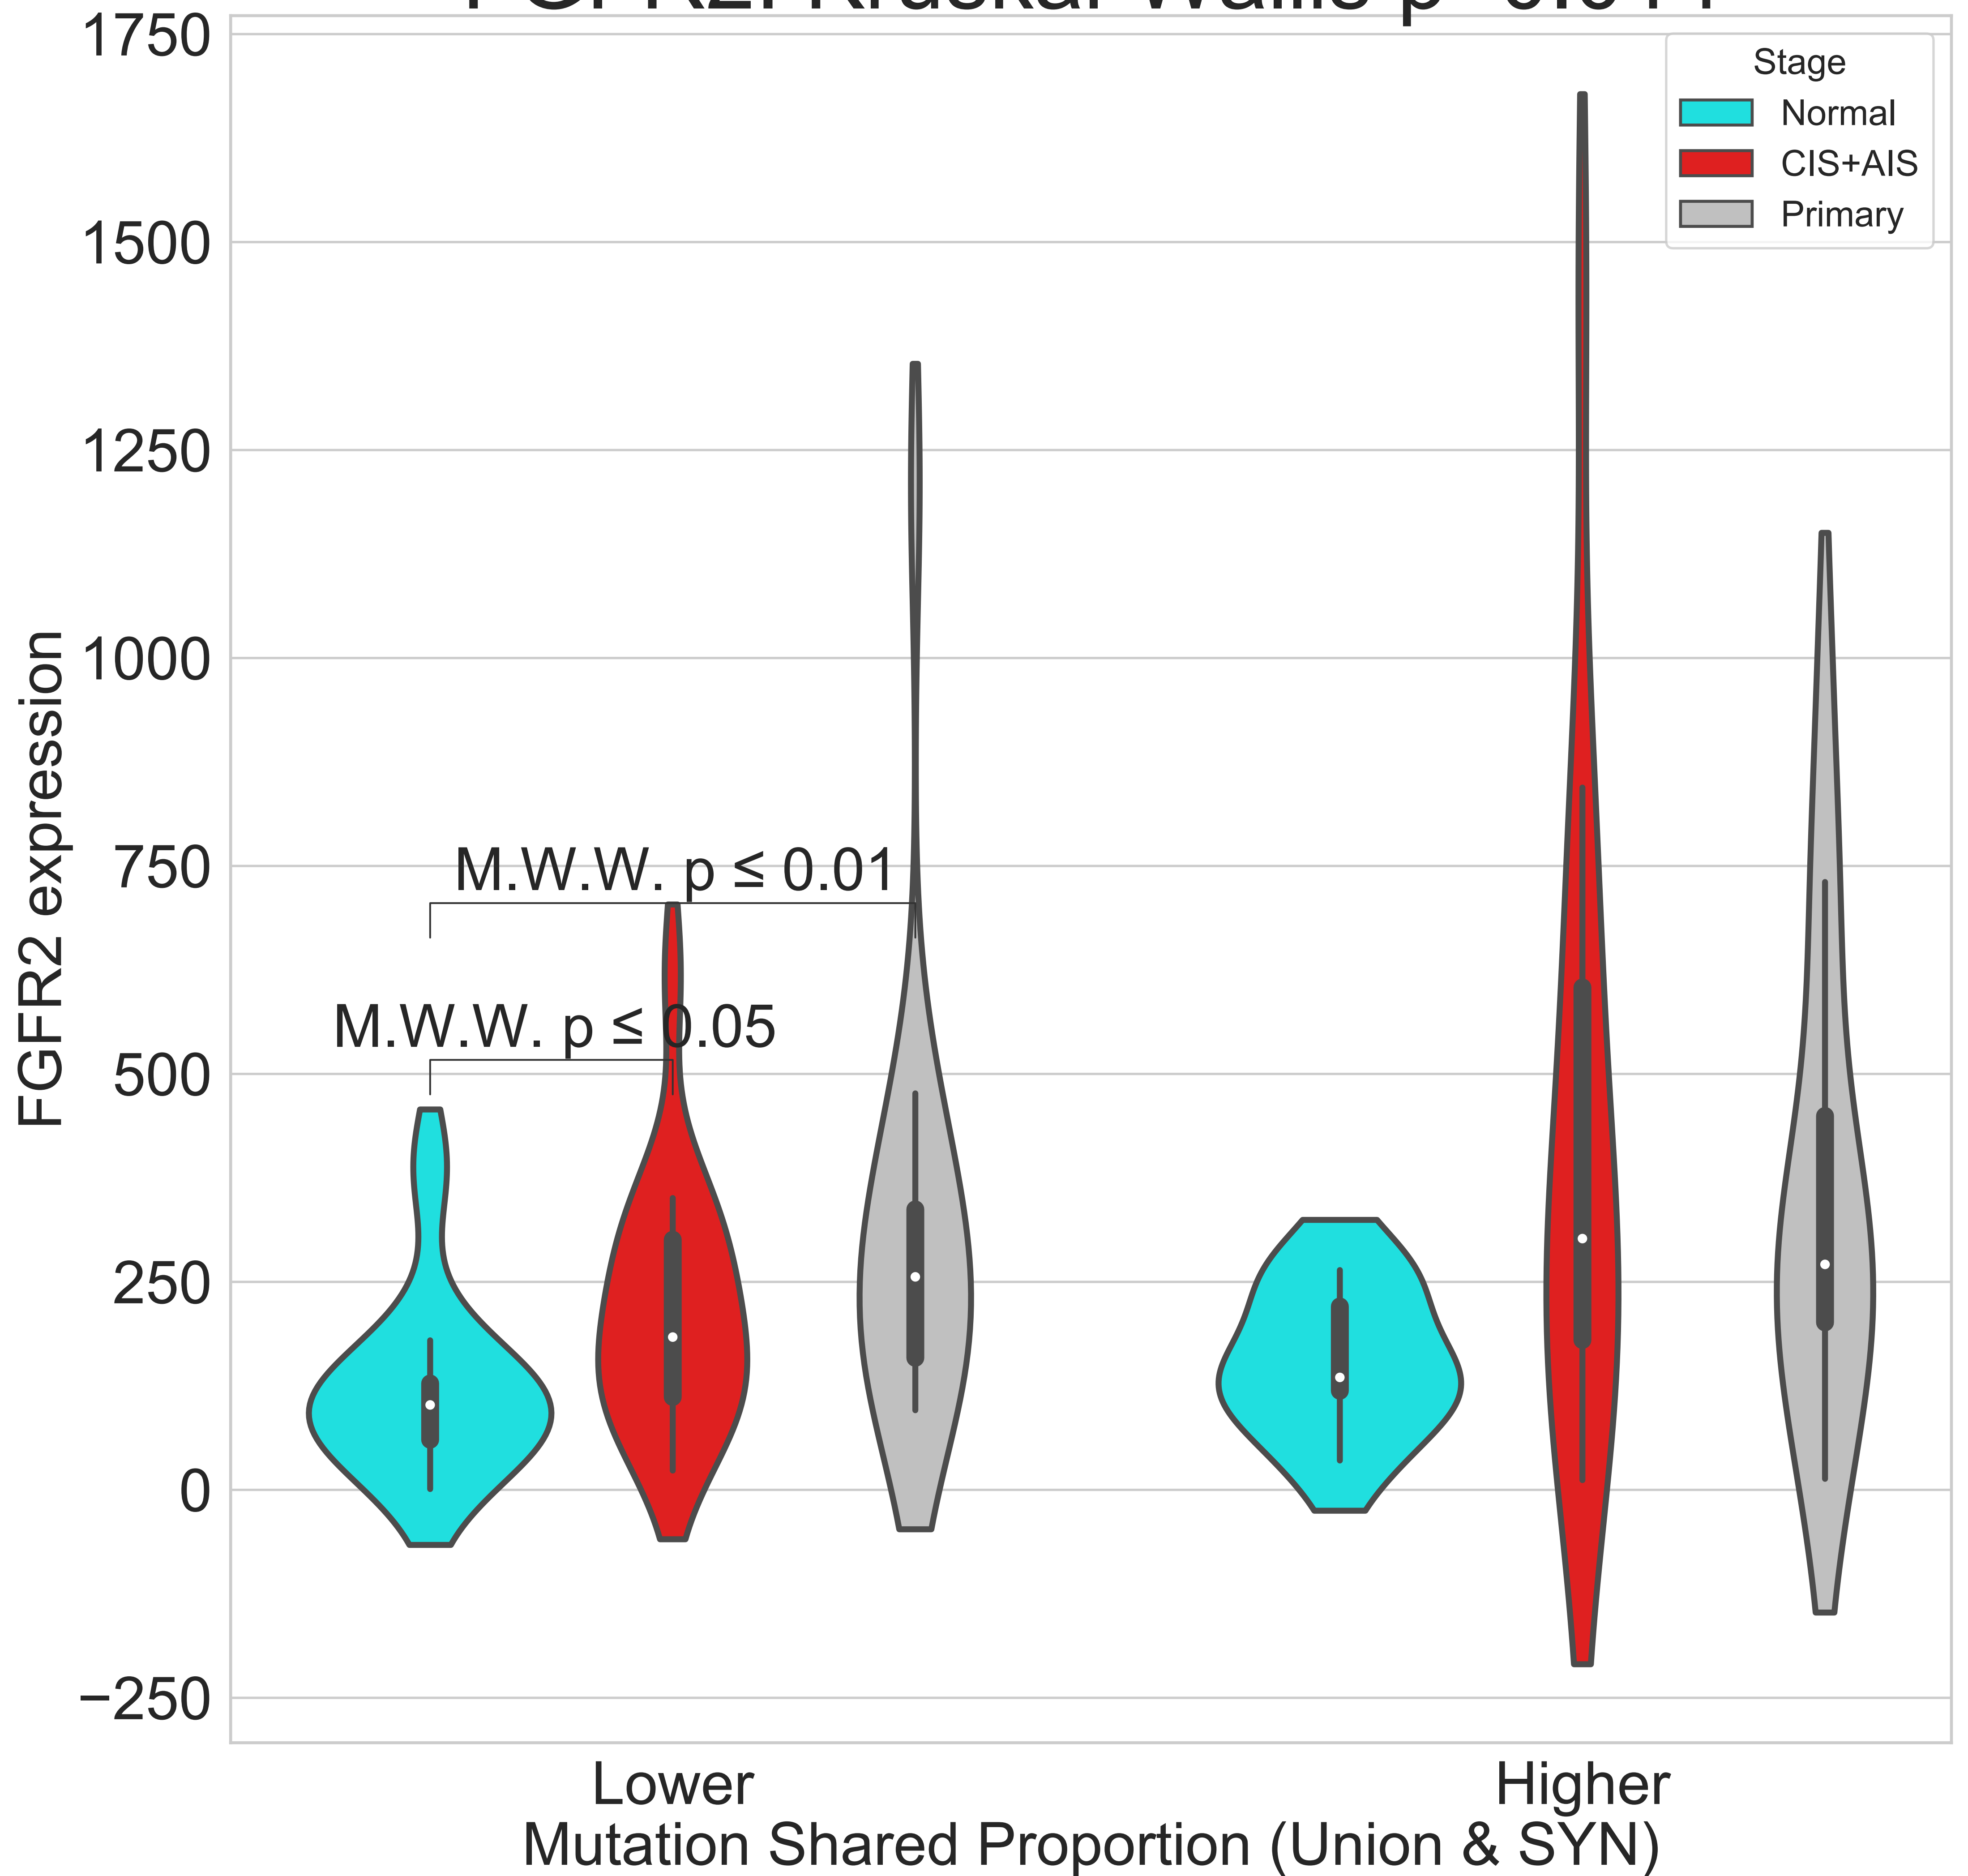 1750
1500
1250
1000
750
500
250
0
−250
FGFR2 expression
Stage
Normal
CIS+AIS
Primary
M.W.W. p ≤ 0.01
M.W.W. p ≤ 0.05
Lower
Higher
Mutation Shared Proportion (Union & SYN)